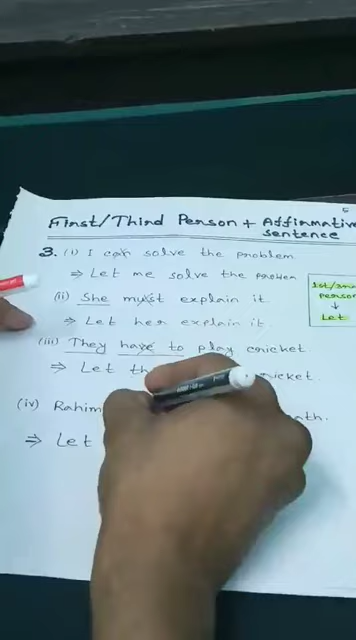 First/Third Person + Affirmative
sentence
3. (i) I can solve the problem
⇒ Let me solve the problem
(ii) She must explain it
⇒ Let her explain it.
(iii) They have to play cricket
⇒ Let
(iv) Rahim
⇒ Let
1st/3rd
person
↓
Let